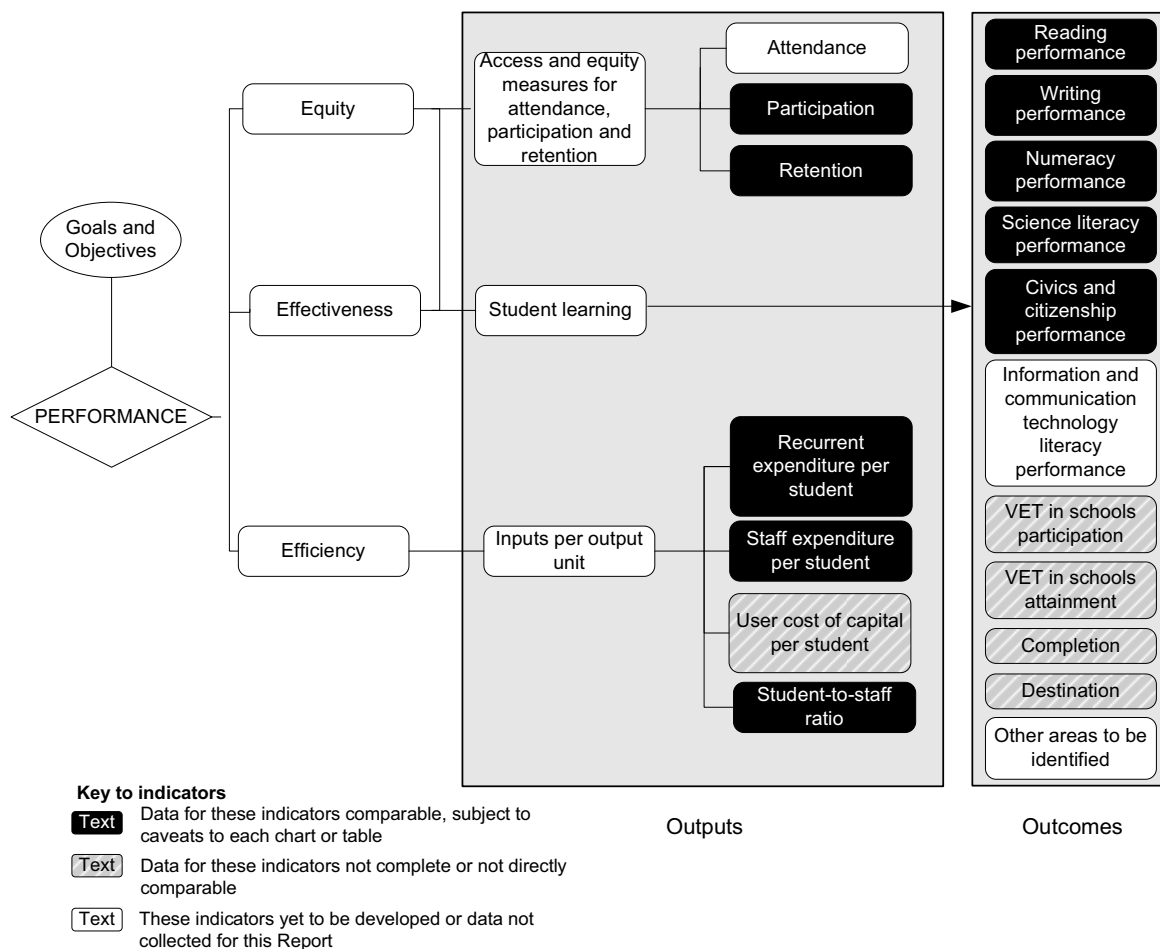 Goals and
Objectives
PERFORMANCE
Equity
Effectiveness
Efficiency
Access and equity
measures for
attendance,
participation and
retention
Student learning
Inputs per output
unit
Attendance
Participation
Retention
Recurrent
expenditure per
student
Staff expenditure
per student
User cost of capital
per student
Student-to-staff
ratio
Reading
performance
Writing
performance
Numeracy
performance
Science literacy
performance
Civics and
citizenship
performance
Information and
communication
technology
literacy
performance
VET in schools
participation
VET in schools
attainment
Completion
Destination
Other areas to be
identified
Outputs
Outcomes
Key to indicators
Text Data for these indicators comparable, subject to
caveats to each chart or table
Text Data for these indicators not complete or not directly
comparable
Text These indicators yet to be developed or data not
collected for this Report